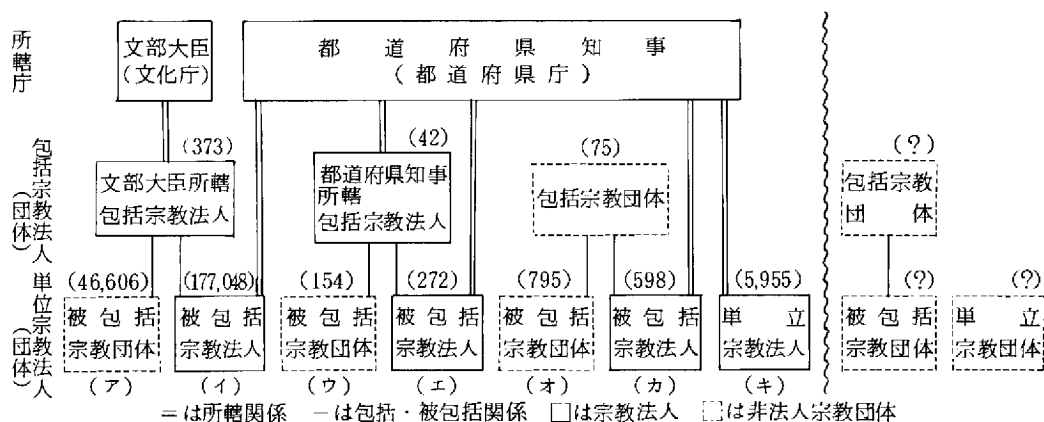 所轄庁
文部大臣
(文化庁)
都道府県知事
(都道府県庁)
包括宗教法人
(団体)
(373)
文部大臣所轄
包括宗教法人
(42)
都道府県知事
所轄
包括宗教法人
(75)
包括宗教団体
(?)
包括宗教
団体
単位宗教法人
(団体)
(46,606)
被包括
宗教団体
(ア)
(177,048)
被包括
宗教法人
(イ)
(154)
被包括
宗教団体
(ウ)
(272)
被包括
宗教法人
(エ)
(795)
被包括
宗教団体
(オ)
(598)
被包括
宗教法人
(カ)
(5,955)
単立
宗教法人
(キ)
(?)
被包括
宗教団体
(?)
単立
宗教団体
=は所轄関係 −は包括・被包括関係 □は宗教法人 は非法人宗教団体